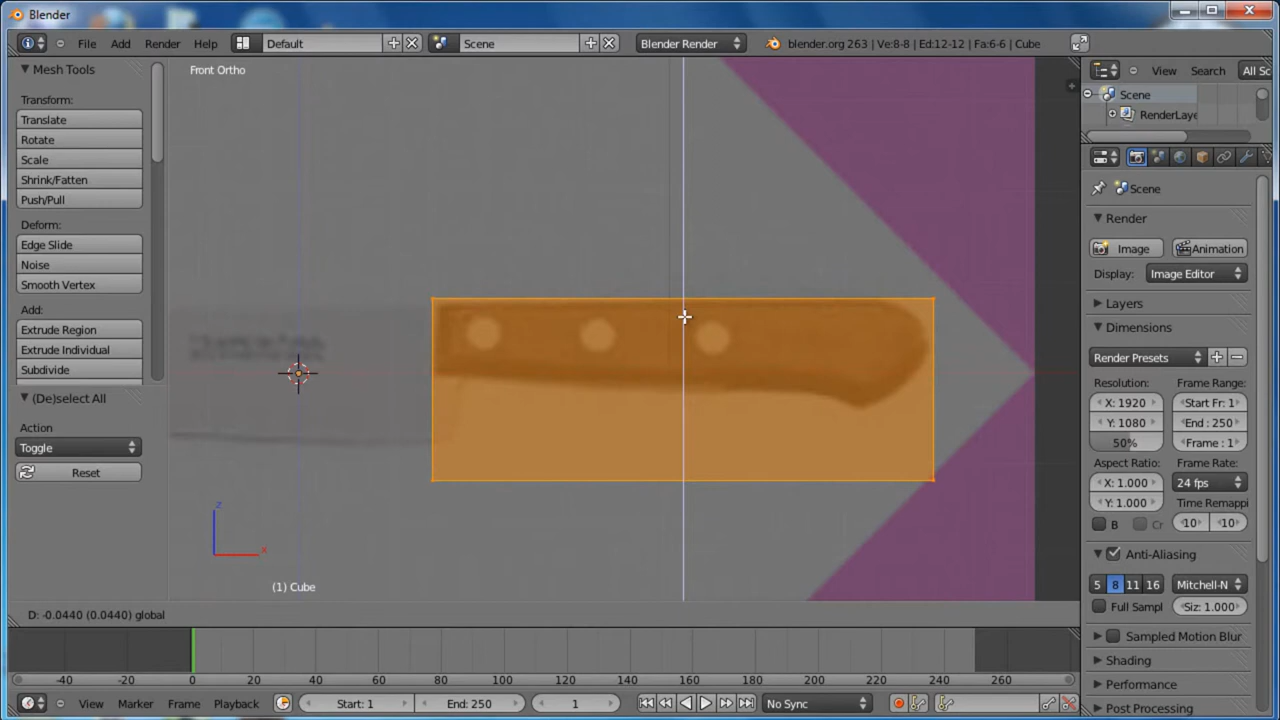 Blender
File Add Render Help Default Scene Blender Render blender.org 263 | Ve:8-8 | Ed:12-12 | Fa:6-6 | Cube
Mesh Tools
Transform:
Translate
Rotate
Scale
Shrink/Fatten
Push/Pull
Deform:
Edge Slide
Noise
Smooth Vertex
Add:
Extrude Region
Extrude Individual
Subdivide
(De)select All
Action
Toggle
Reset
Front Ortho
z
x
(1) Cube
D: -0.0440 (0.0440) global
View Search All Sc
Scene
RenderLaye
Scene
Render
Image Animation
Display: Image Editor
Layers
Dimensions
Render Presets
Resolution: Frame Range:
X: 1920 Start Fr: 1
Y: 1080 End : 250
50% Frame : 1
Aspect Ratio: Frame Rate:
X: 1.000 24 fps
Y: 1.000 Time Remappi
B Cr 10 10
Anti-Aliasing
5 8 11 16 Mitchell-N
Full Sampl Siz: 1.000
Sampled Motion Blur
Shading
Performance
Post Processing
-40 -20 0 20 40 60 80 100 120 140 160 180 200 220 240 260
View Marker Frame Playback Start: 1 End: 250 1 No Sync